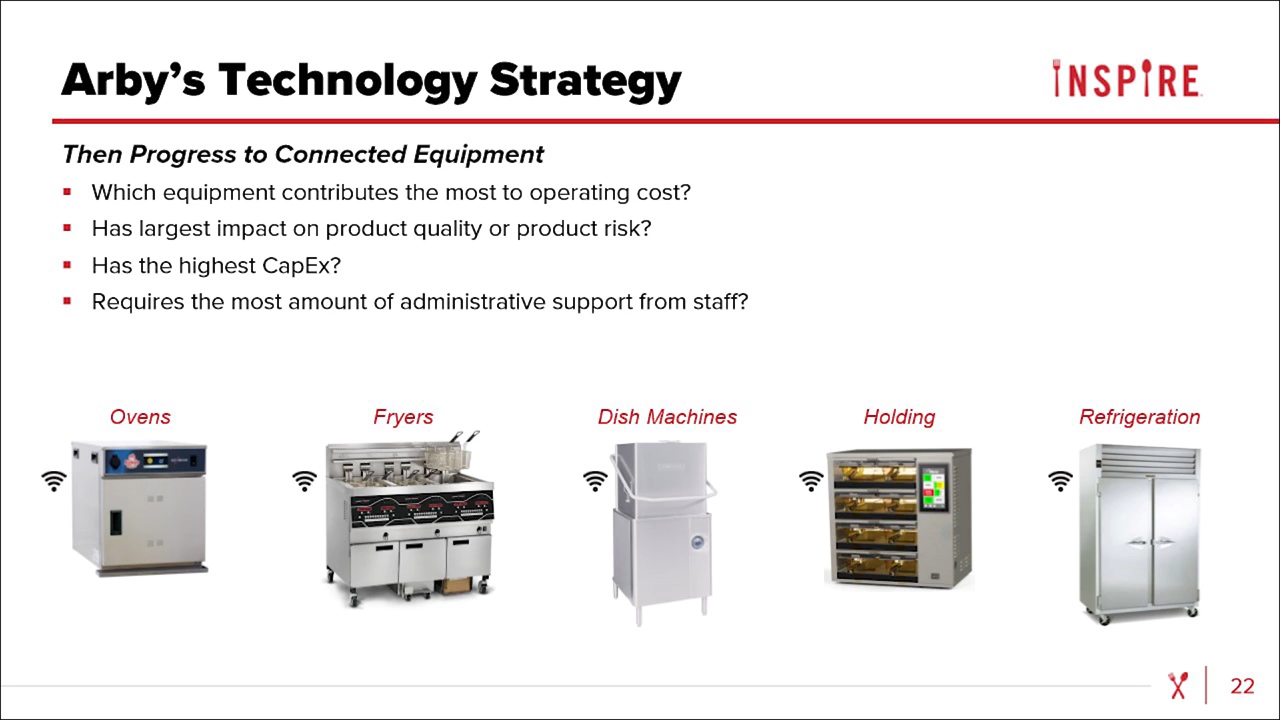 Arby’s Technology Strategy
INSPIRE
Then Progress to Connected Equipment
Which equipment contributes the most to operating cost?
Has largest impact on product quality or product risk?
Has the highest CapEx?
Requires the most amount of administrative support from staff?
Ovens
Fryers
Dish Machines
Holding
Refrigeration
22